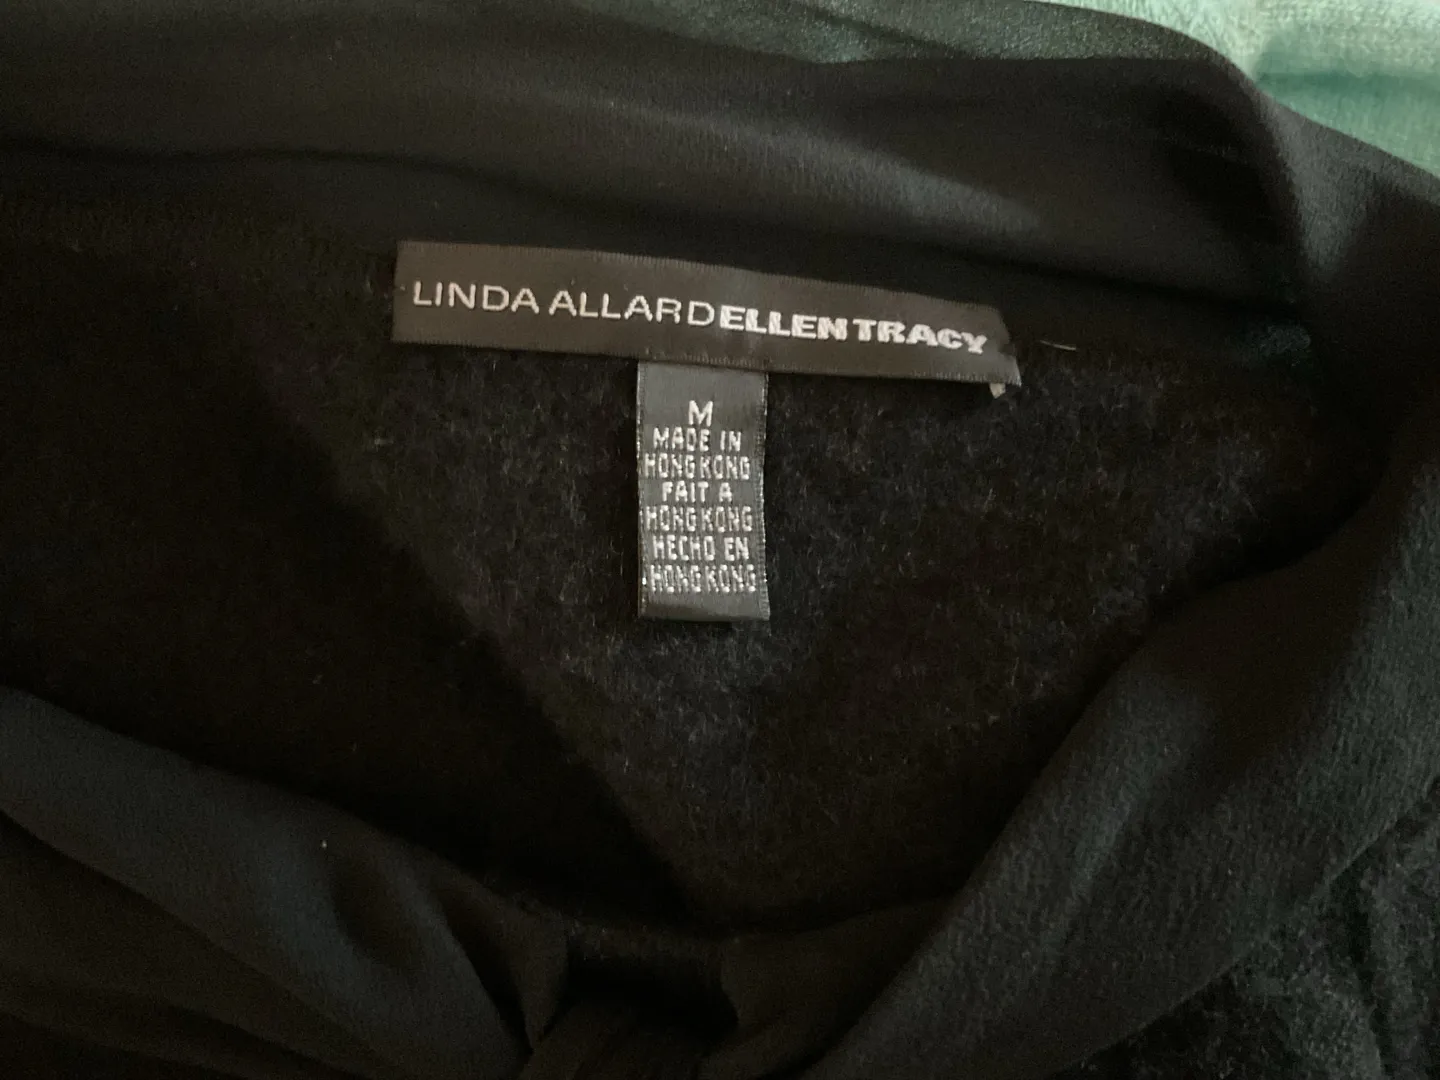 LINDA ALLARD ELLEN TRACY
M
MADE IN
HONG KONG
FAIT A
HONG KONG
HECHO EN
HONG KONG